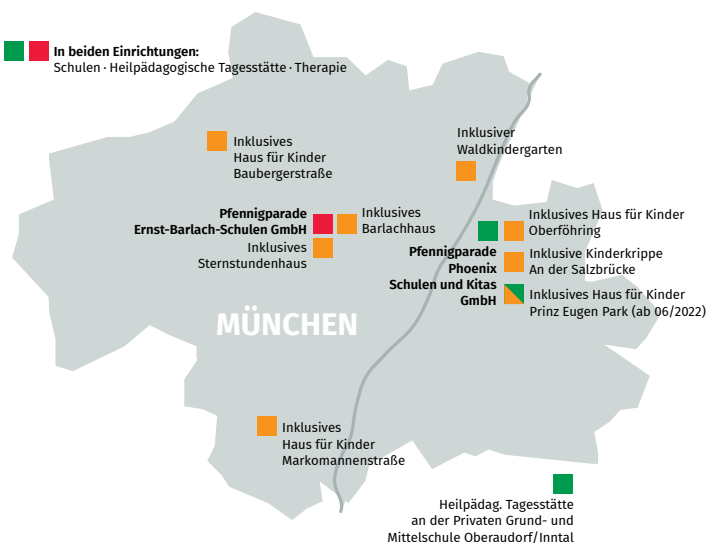 In beiden Einrichtungen:
Schulen · Heilpädagogische Tagesstätte · Therapie
Inklusives
Haus für Kinder
Baubergerstraße
Inklusiver
Waldkindergarten
Pfennigparade
Ernst-Barlach-Schulen GmbH
Inklusives
Barlachhaus
Inklusives
Sternstundenhaus
Inklusives Haus für Kinder
Oberföhring
Pfennigparade
Phoenix
Schulen und Kitas
GmbH
Inklusive Kinderkrippe
An der Salzbrücke
Inklusives Haus für Kinder
Prinz Eugen Park (ab 06/2022)
MÜNCHEN
Inklusives
Haus für Kinder
Markomannenstraße
Heilpädag. Tagesstätte
an der Privaten Grund- und
Mittelschule Oberaudorf/Inntal